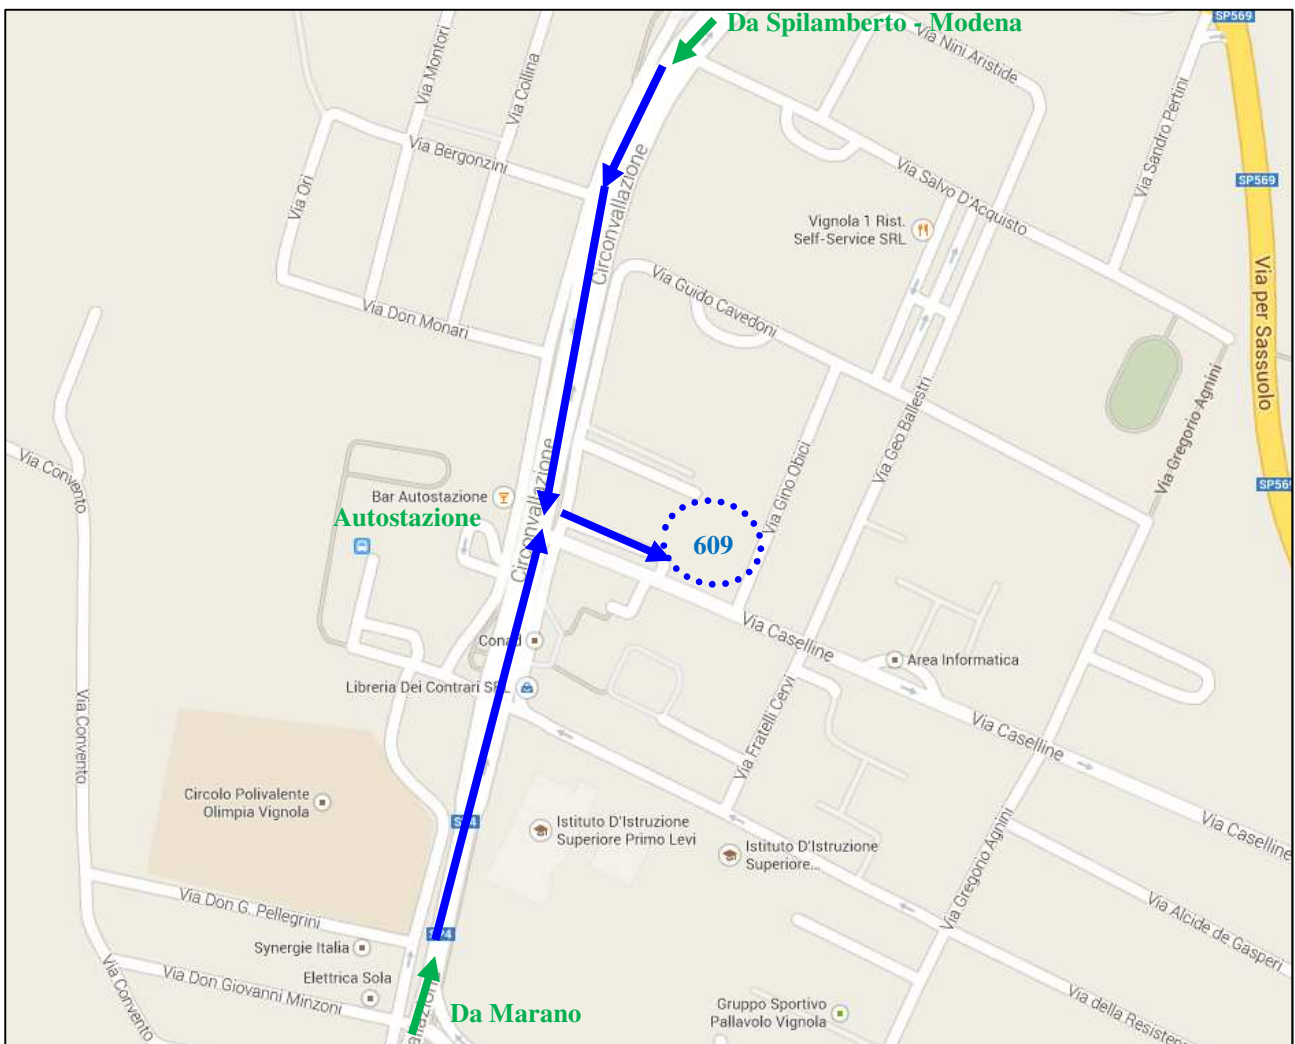 Da Spilamberto - Modena
SP569
Via Nini Aristide
Via Montori
Via Collina
Via Sandro Pertini
Via Bergonzini
Circonvallazione
Via Salvo D'Acquisto
SP569
Via Ori
Vignola 1 Rist.
Self-Service SRL
Via Guido Cavedoni
Via per Sassuolo
Via Don Monari
Via Gregorio Agnini
Via Geo Ballestri
Via Convento
Circonvallazione
Bar Autostazione
Autostazione
Via Gino Obici
SP569
609
Conad
Via Caselline
Area Informatica
Libreria Dei Contrari SRL
Via Convento
Via Fratelli Cervi
Via Caselline
Circolo Polivalente
Olimpia Vignola
Istituto D'Istruzione
Superiore Primo Levi
Istituto D'Istruzione
Superiore...
Via Caselline
Via Gregorio Agnini
Via Don G. Pellegrini
Via Alcide de Gasperi
Synergie Italia
Via Convento
Via Don Giovanni Minzoni
Elettrica Sola
Da Marano
Gruppo Sportivo
Pallavolo Vignola
Via della Resistenz